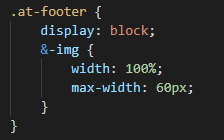 .at-footer {
    display: block;
    &-img {
        width: 100%;
        max-width: 60px;
    }
}